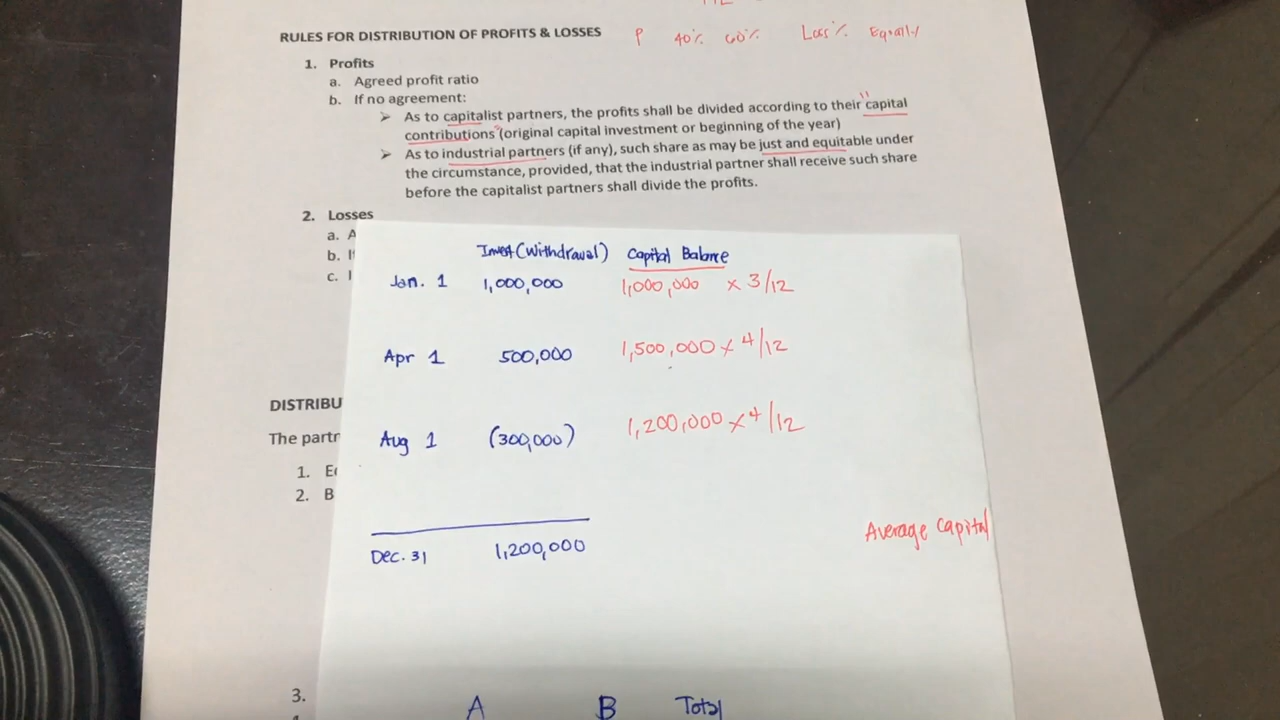 RULES FOR DISTRIBUTION OF PROFITS & LOSSES P 40% 60% Loss % Equally
1. Profits
a. Agreed profit ratio
b. If no agreement:
➤ As to capitalist partners, the profits shall be divided according to their capital
contributions (original capital investment or beginning of the year)
➤ As to industrial partners (if any), such share as may be just and equitable under
the circumstance, provided, that the industrial partner shall receive such share
before the capitalist partners shall divide the profits.
2. Losses
a. A
b. If
c. I
Invest (Withdrawal) Capital Balance
Jan. 1 1,000,000 1,000,000 x 3/12
Apr 1 500,000 1,500,000 x 4/12
Aug 1 (300,000) 1,200,000 x 4/12
Average Capital
Dec. 31 1,200,000
DISTRIBU
The partn
1. E
2. B
3.
A B Total